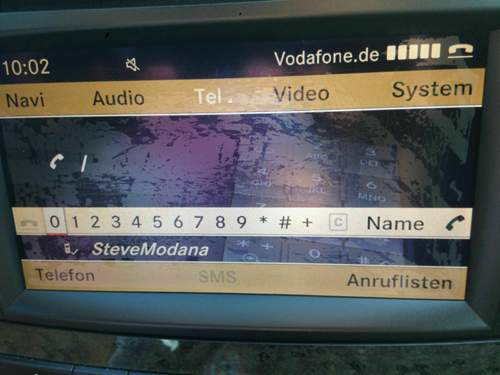 10:02 Vodafone.de
Navi Audio Tel. Video System
/
0 1 2 3 4 5 6 7 8 9 * # + C Name
SteveModana
Telefon SMS Anruflisten